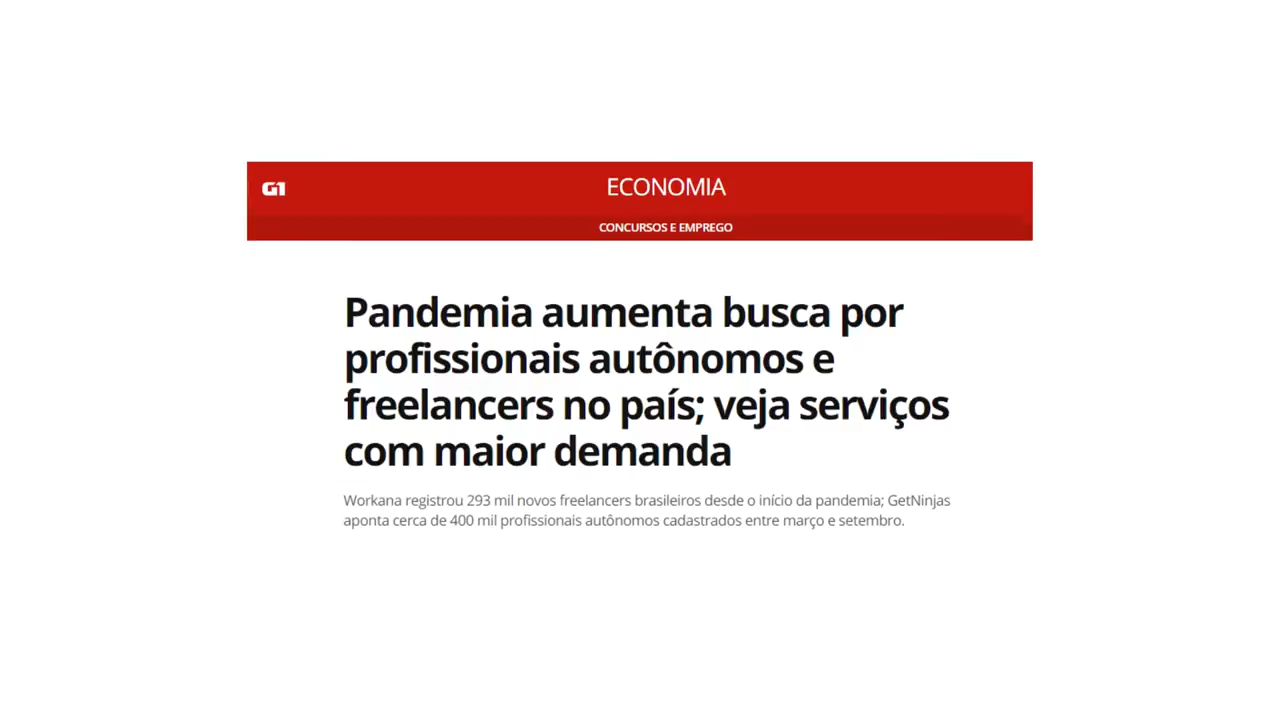 G1
ECONOMIA
CONCURSOS E EMPREGO
Pandemia aumenta busca por
profissionais autônomos e
freelancers no país; veja serviços
com maior demanda
Workana registrou 293 mil novos freelancers brasileiros desde o início da pandemia; GetNinjas
aponta cerca de 400 mil profissionais autônomos cadastrados entre março e setembro.